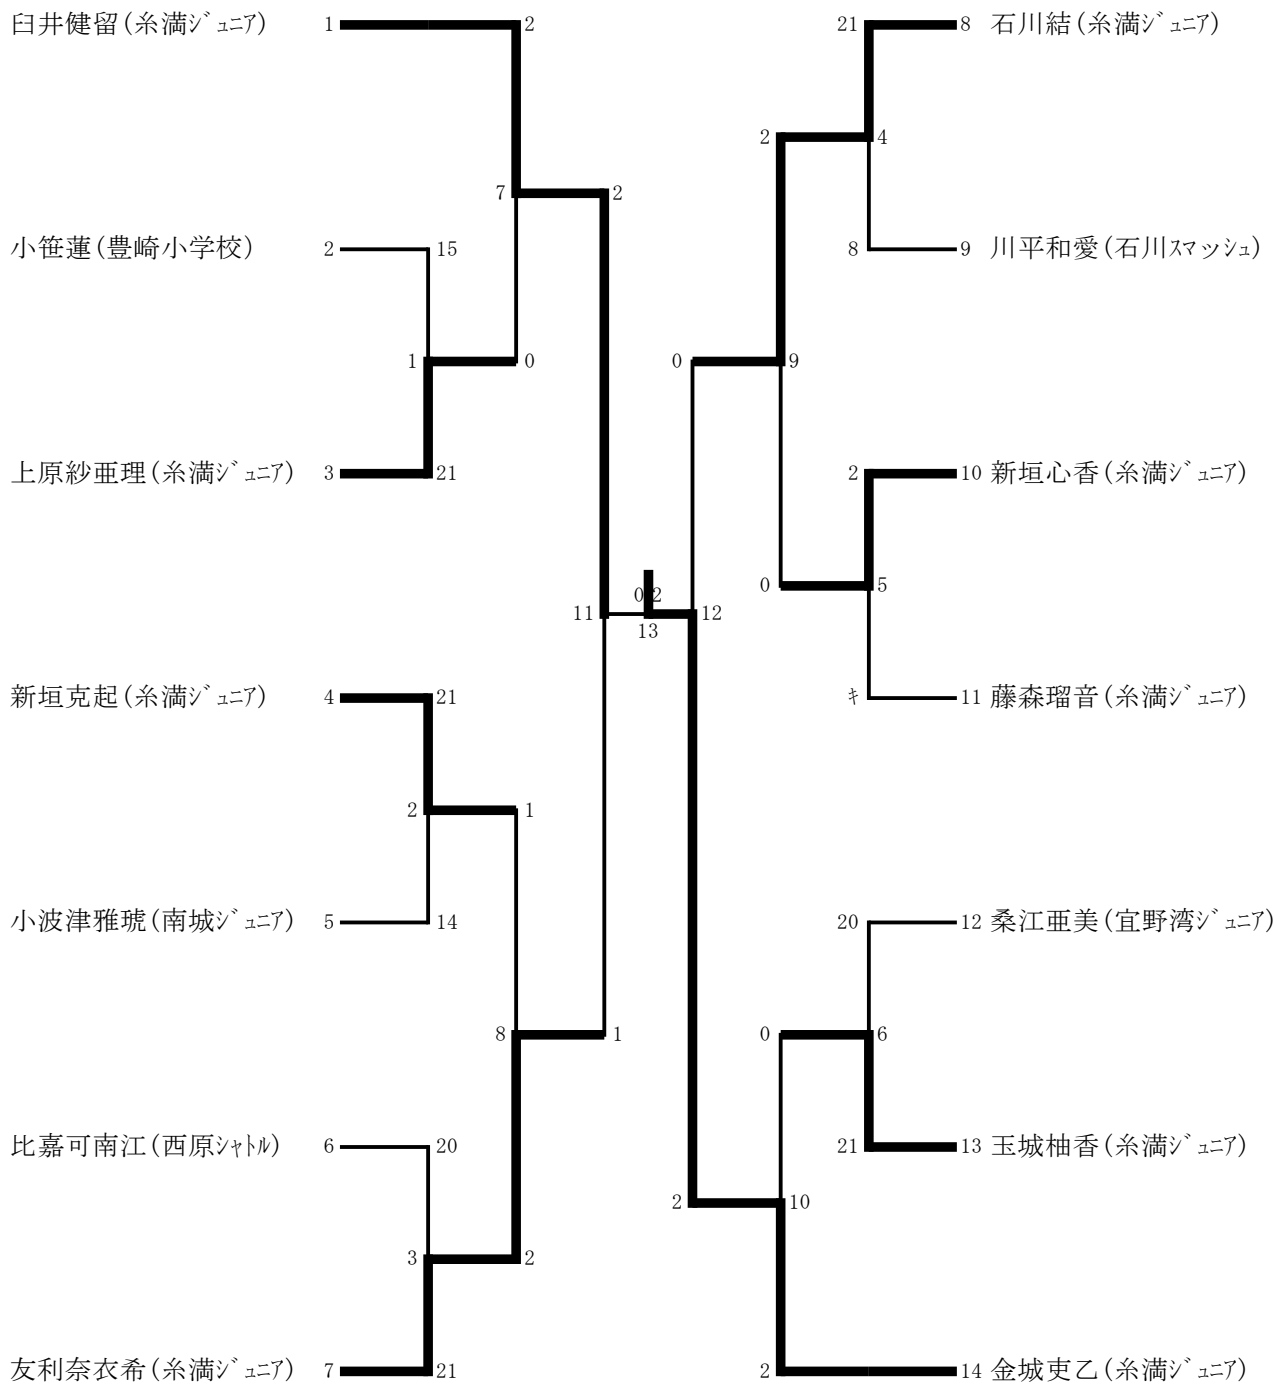 臼井健留(糸満ｼﾞｭﾆｱ) 1 2 21 8 石川結(糸満ｼﾞｭﾆｱ)
2 4
7 2
小笹蓮(豊崎小学校) 2 15 8 9 川平和愛(石川ｽﾏｯｼｭ)
1 0 0 9
上原紗亜理(糸満ｼﾞｭﾆｱ) 3 21 2 10 新垣心香(糸満ｼﾞｭﾆｱ)
0 5
0 2
11 12
13
新垣克起(糸満ｼﾞｭﾆｱ) 4 21 ｷ 11 藤森瑠音(糸満ｼﾞｭﾆｱ)
2 1
小波津雅琥(南城ｼﾞｭﾆｱ) 5 14 20 12 桑江亜美(宜野湾ｼﾞｭﾆｱ)
8 1 0 6
比嘉可南江(西原ｼｬﾄﾙ) 6 20 21 13 玉城柚香(糸満ｼﾞｭﾆｱ)
2 10
3 2
友利奈衣希(糸満ｼﾞｭﾆｱ) 7 21 2 14 金城吏乙(糸満ｼﾞｭﾆｱ)